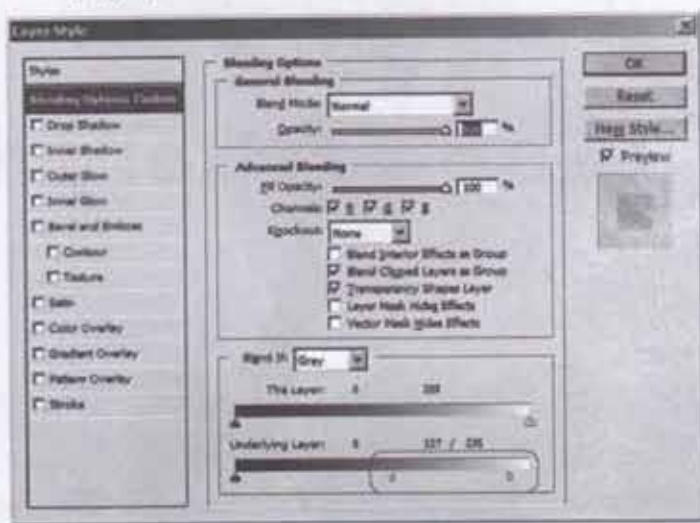 Layer Style
Styles
Blending Options: Custom
Drop Shadow
Inner Shadow
Outer Glow
Inner Glow
Bevel and Emboss
Contour
Texture
Satin
Color Overlay
Gradient Overlay
Pattern Overlay
Stroke
Blending Options
General Blending
Blend Mode: Normal
Opacity: %
Advanced Blending
Fill Opacity: 100 %
Channels: R G B
Knockout: None
Blend Interior Effects as Group
Blend Clipped Layers as Group
Transparency Shapes Layer
Layer Mask Hides Effects
Vector Mask Hides Effects
Blend If: Gray
This Layer: 0 255
Underlying Layer: 0
OK
Reset
New Style...
Preview